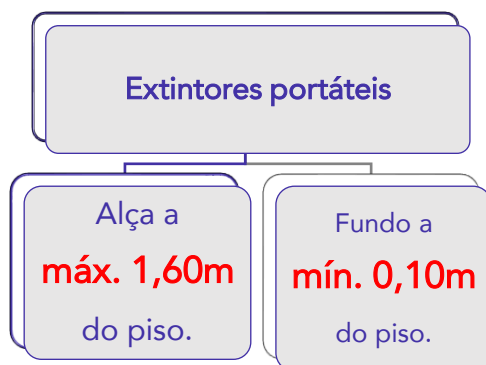 Extintores portáteis
Alça a
máx. 1,60m
do piso.
Fundo a
mín. 0,10m
do piso.